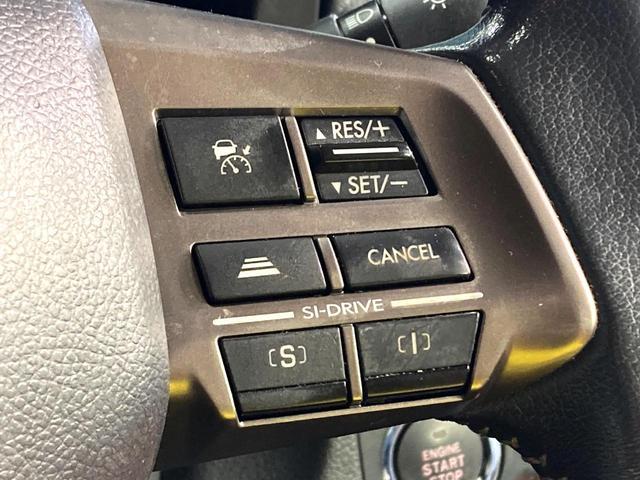 ▲ RES/+
▼ SET/−
CANCEL
SI-DRIVE
[S] [I]
ENGINE
START
STOP